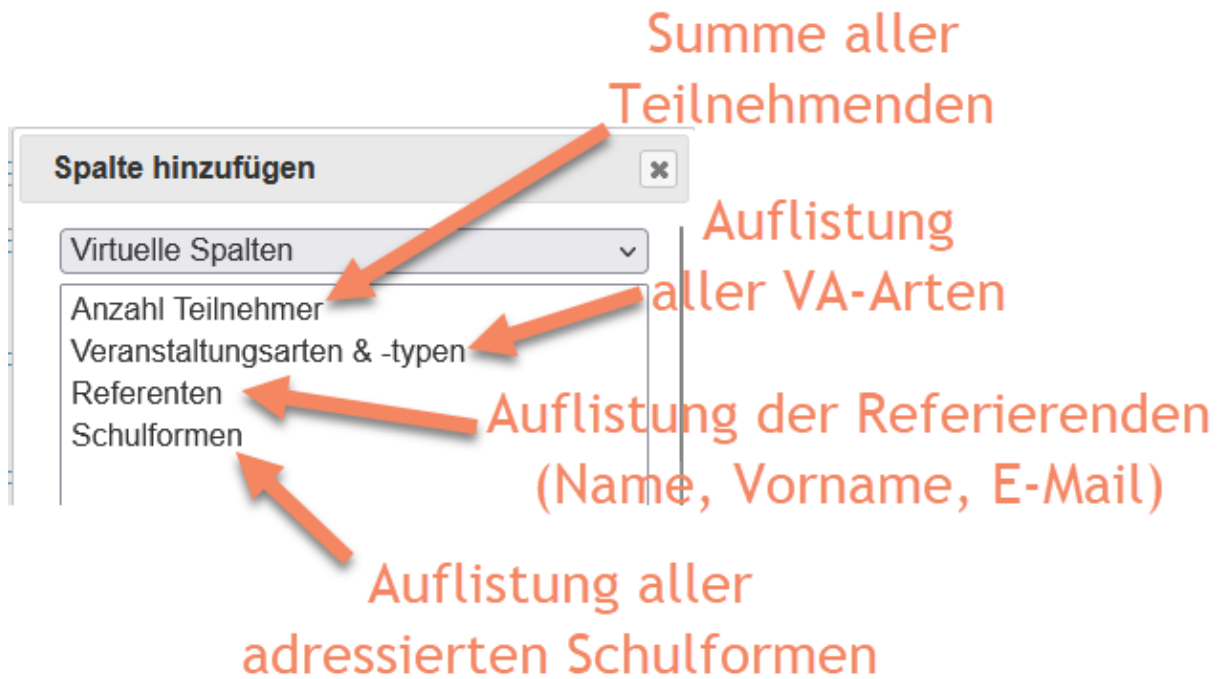 Summe aller
Teilnehmenden
Spalte hinzufügen
Auflistung
aller VA-Arten
Virtuelle Spalten
Anzahl Teilnehmer
Veranstaltungsarten & -typen
Referenten
Schulformen
Auflistung der Referierenden
(Name, Vorname, E-Mail)
Auflistung aller
adressierten Schulformen